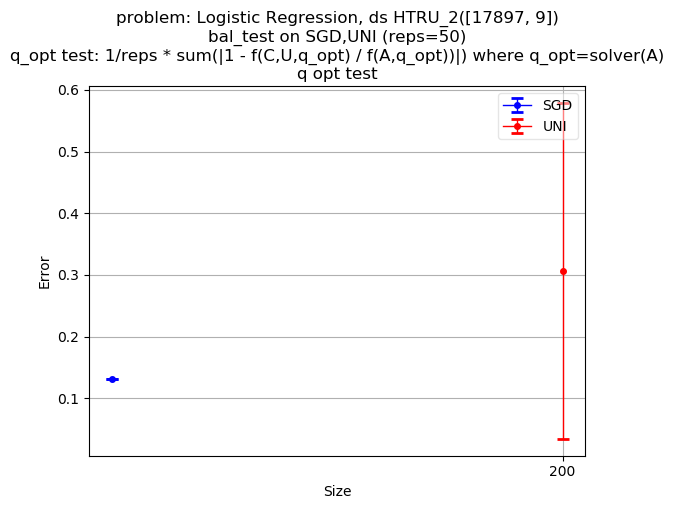 problem: Logistic Regression, ds HTRU_2([17897, 9])
bal_test on SGD,UNI (reps=50)
q_opt test: 1/reps * sum(|1 - f(C,U,q_opt) / f(A,q_opt))|) where q_opt=solver(A)
q opt test
0.6
SGD
UNI
0.5
0.4
Error
0.3
0.2
0.1
200
Size